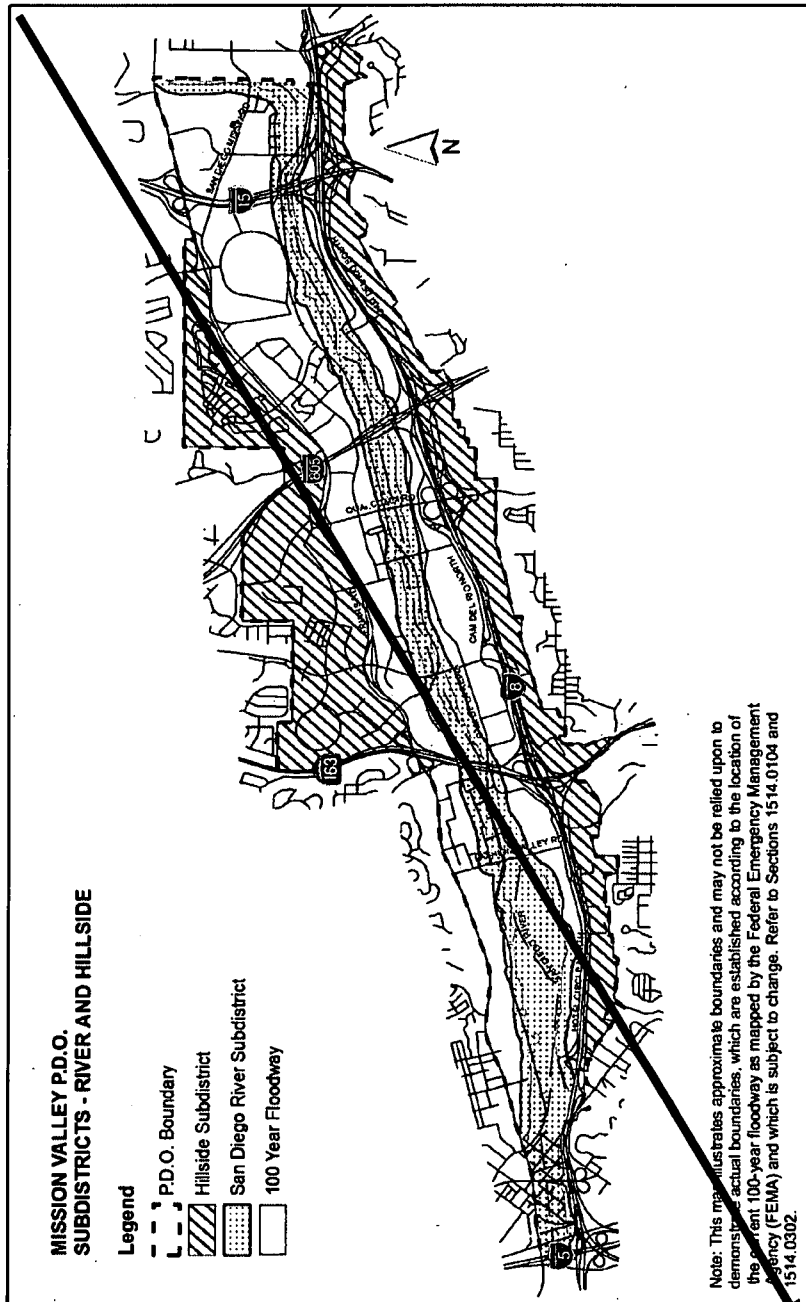 MISSION VALLEY P.D.O.
SUBDISTRICTS - RIVER AND HILLSIDE
Legend
P.D.O. Boundary
Hillside Subdistrict
San Diego River Subdistrict
100 Year Floodway
163
805
15
8
5
N
CAM DEL RIO NORTH
Note: This map illustrates approximate boundaries and may not be relied upon to
demonstrate actual boundaries, which are established according to the location of
the current 100-year floodway as mapped by the Federal Emergency Management
Agency (FEMA) and which is subject to change. Refer to Sections 1514.0104 and
1514.0302.